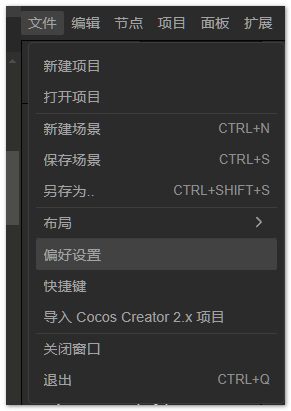 文件 编辑 节点 项目 面板 扩展
新建项目
打开项目
新建场景 CTRL+N
保存场景 CTRL+S
另存为.. CTRL+SHIFT+S
布局
偏好设置
快捷键
导入 Cocos Creator 2.x 项目
关闭窗口
退出 CTRL+Q